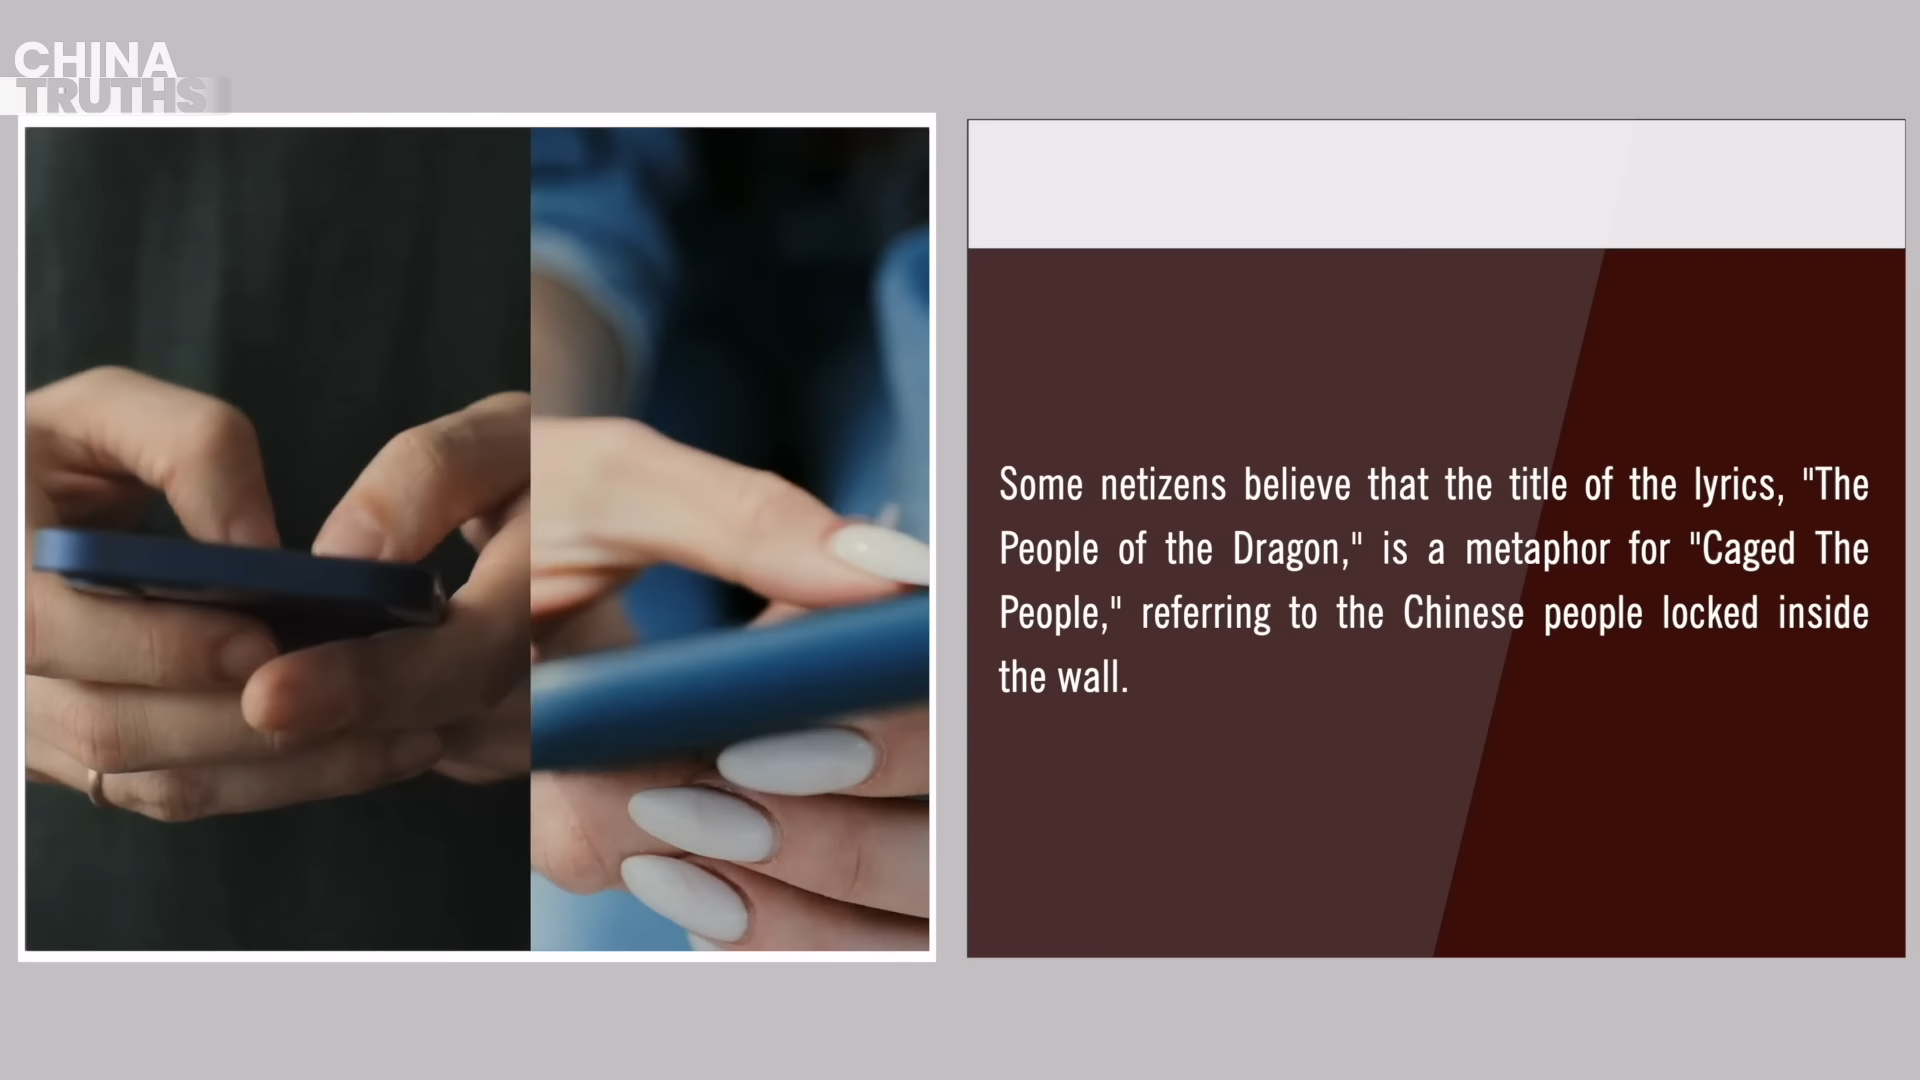 CHINA
TRUTHS
Some netizens believe that the title of the lyrics, "The
People of the Dragon," is a metaphor for "Caged The
People," referring to the Chinese people locked inside
the wall.